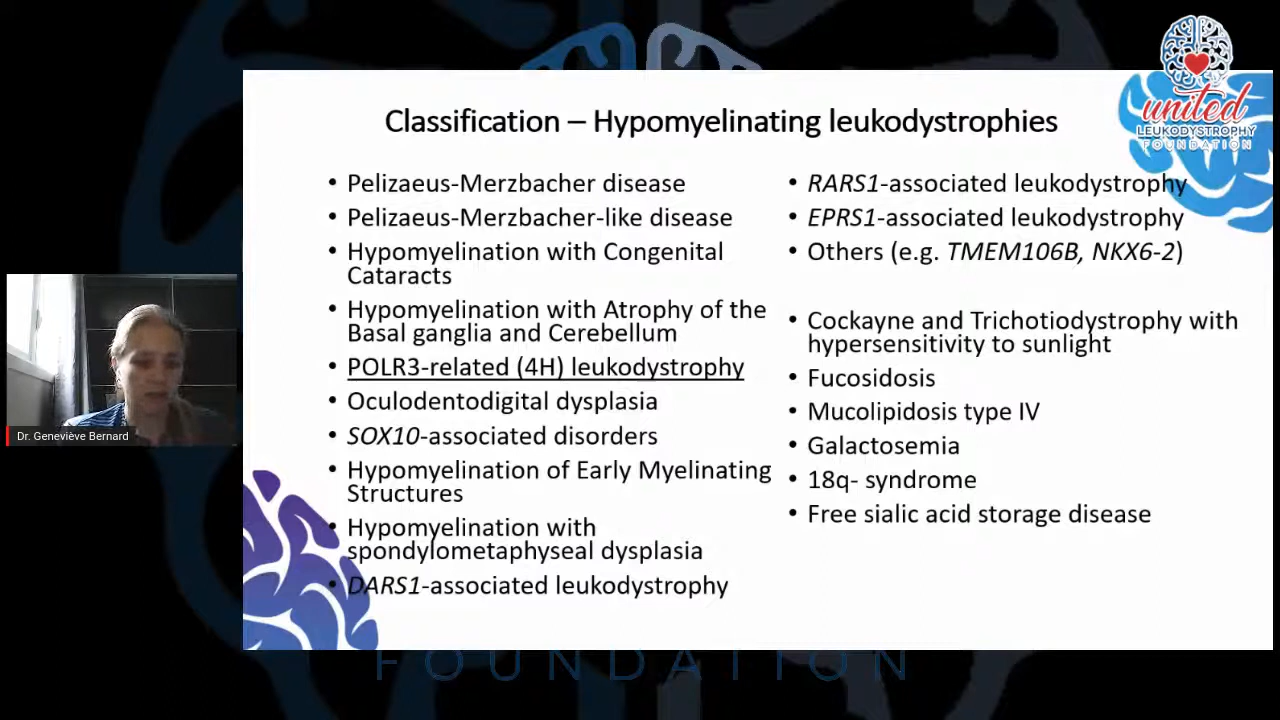 Classification – Hypomyelinating leukodystrophies
• Pelizaeus-Merzbacher disease
• Pelizaeus-Merzbacher-like disease
• Hypomyelination with Congenital
Cataracts
• Hypomyelination with Atrophy of the
Basal ganglia and Cerebellum
• POLR3-related (4H) leukodystrophy
• Oculodentodigital dysplasia
• SOX10-associated disorders
• Hypomyelination of Early Myelinating
Structures
• Hypomyelination with
spondylometaphyseal dysplasia
• DARS1-associated leukodystrophy
• RARS1-associated leukodystrophy
• EPRS1-associated leukodystrophy
• Others (e.g. TMEM106B, NKX6-2)
• Cockayne and Trichotiodystrophy with
hypersensitivity to sunlight
• Fucosidosis
• Mucolipidosis type IV
• Galactosemia
• 18q- syndrome
• Free sialic acid storage disease
united
LEUKODYSTROPHY
FOUNDATION
Dr. Geneviève Bernard
FOUNDATION